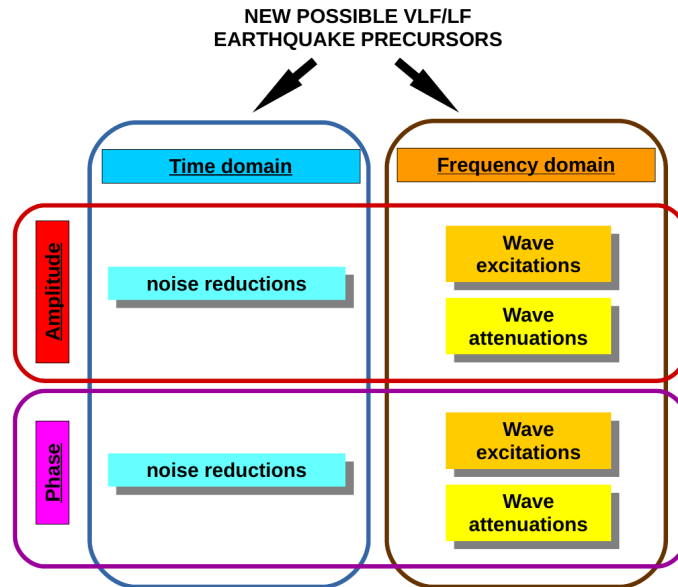 NEW POSSIBLE VLF/LF
EARTHQUAKE PRECURSORS
Time domain
Frequency domain
Amplitude
noise reductions
Wave
excitations
Wave
attenuations
Phase
noise reductions
Wave
excitations
Wave
attenuations